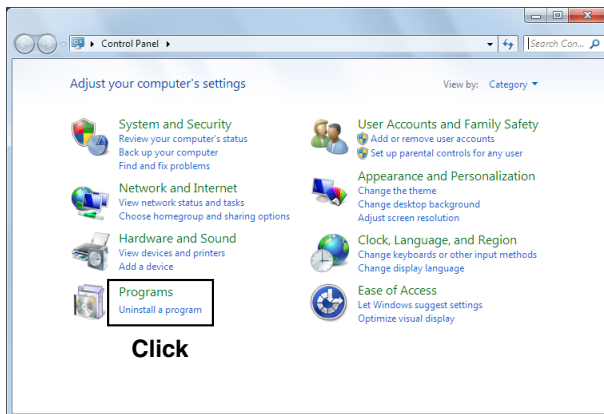 Control Panel
Search Con...
Adjust your computer's settings
View by: Category
System and Security
Review your computer's status
Back up your computer
Find and fix problems
Network and Internet
View network status and tasks
Choose homegroup and sharing options
Hardware and Sound
View devices and printers
Add a device
Programs
Uninstall a program
Click
User Accounts and Family Safety
Add or remove user accounts
Set up parental controls for any user
Appearance and Personalization
Change the theme
Change desktop background
Adjust screen resolution
Clock, Language, and Region
Change keyboards or other input methods
Change display language
Ease of Access
Let Windows suggest settings
Optimize visual display